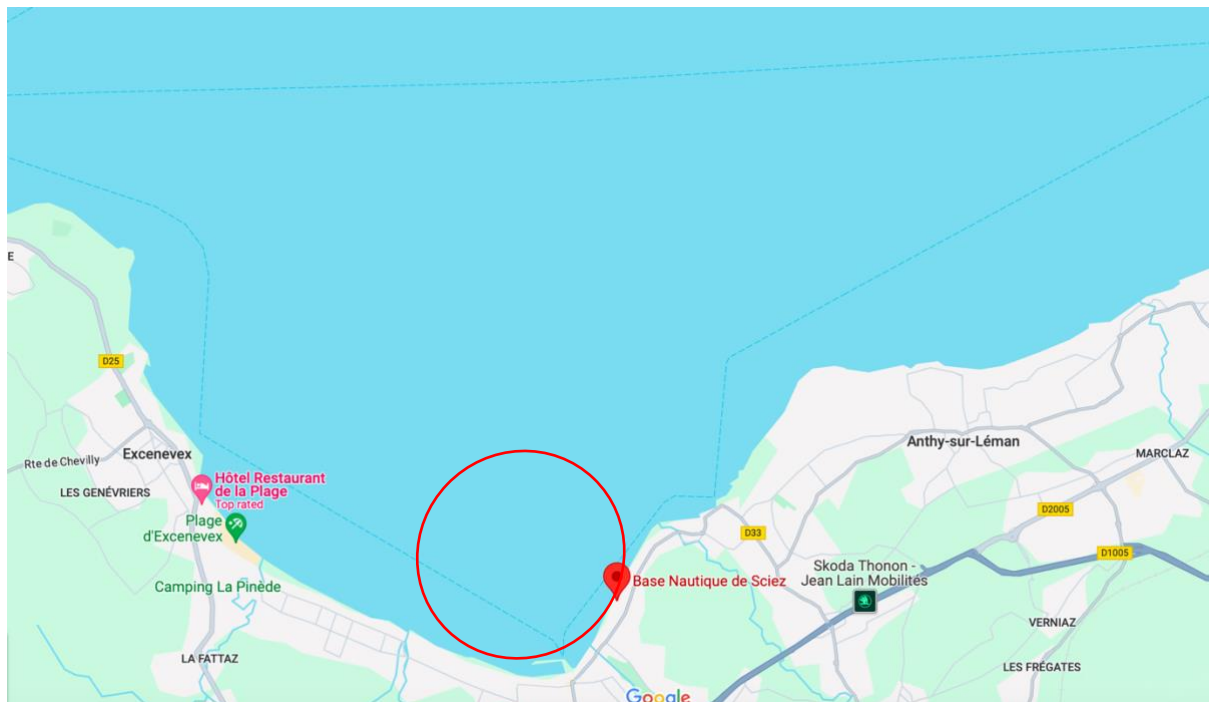 E
D25
Excenevex
Rte de Chevilly
LES GENÉVRIERS
Hôtel Restaurant
de la Plage
Top rated
Plage
d'Excenevex
Camping La Pinède
LA FATTAZ
Base Nautique de Sciez
Google
Anthy-sur-Léman
MARCLAZ
D2005
D33
D1005
Skoda Thonon -
Jean Lain Mobilités
VERNIAZ
LES FRÉGATES